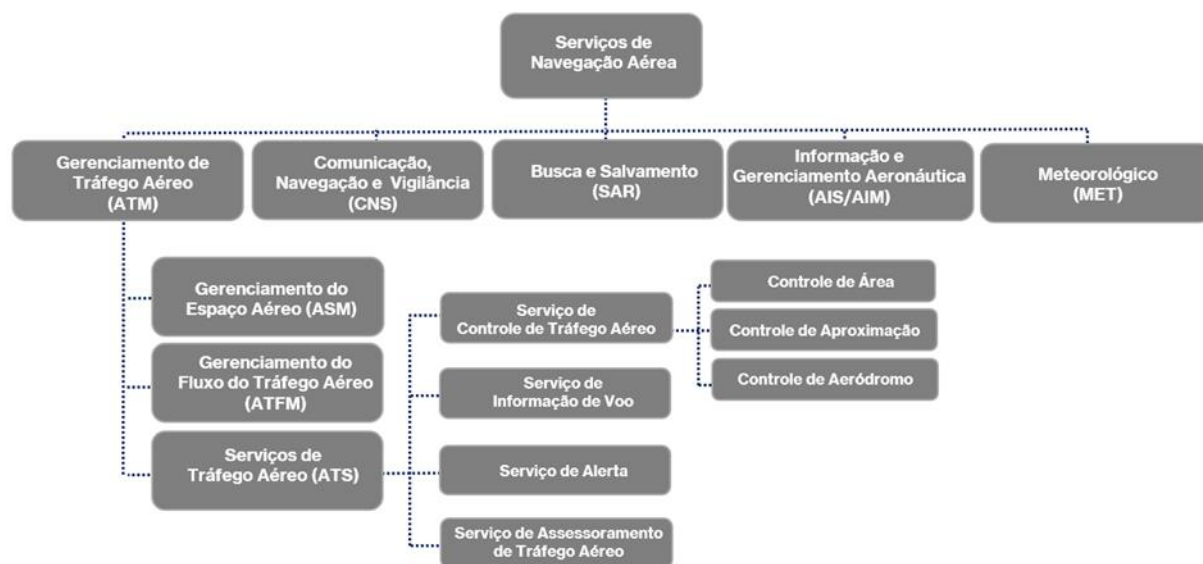 Serviços de
Navegação Aérea
Gerenciamento de
Tráfego Aéreo
(ATM)
Comunicação,
Navegação e Vigilância
(CNS)
Busca e Salvamento
(SAR)
Informação e
Gerenciamento Aeronáutica
(AIS/AIM)
Meteorológico
(MET)
Gerenciamento do
Espaço Aéreo (ASM)
Gerenciamento do
Fluxo do Tráfego Aéreo
(ATFM)
Serviços de
Tráfego Aéreo (ATS)
Serviço de
Controle de Tráfego Aéreo
Serviço de
Informação de Voo
Serviço de Alerta
Serviço de Assessoramento
de Tráfego Aéreo
Controle de Área
Controle de Aproximação
Controle de Aeródromo